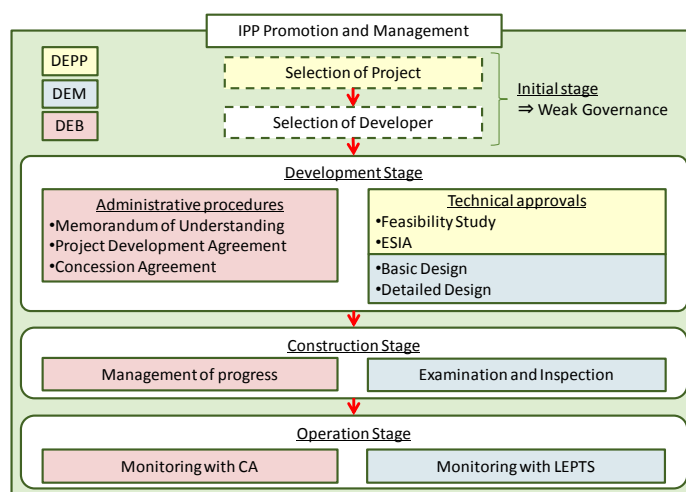 IPP Promotion and Management
DEPP
DEM
DEB
Selection of Project
Selection of Developer
Initial stage
⇒ Weak Governance
Development Stage
Administrative procedures
•Memorandum of Understanding
•Project Development Agreement
•Concession Agreement
Technical approvals
•Feasibility Study
•ESIA
•Basic Design
•Detailed Design
Construction Stage
Management of progress
Examination and Inspection
Operation Stage
Monitoring with CA
Monitoring with LEPTS